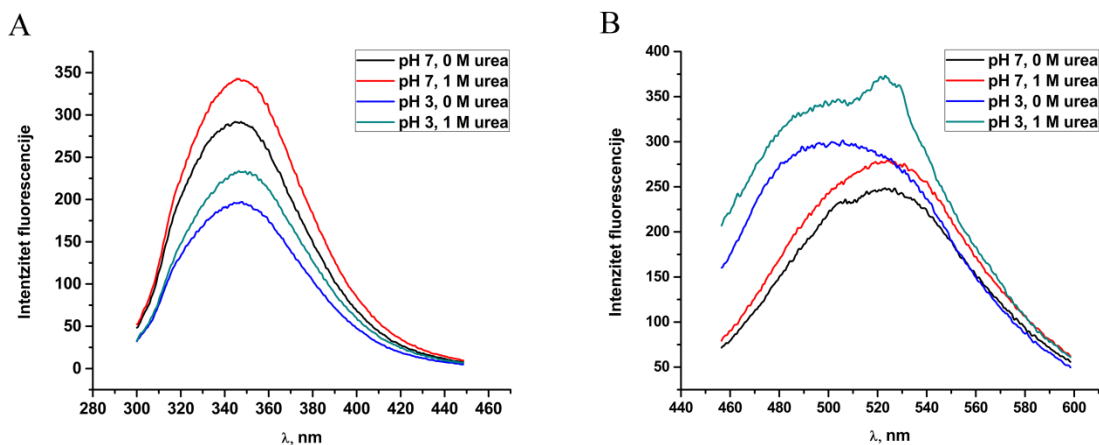 A
Intentzitet fluorescencije
350
300
250
200
150
100
50
0
280 300 320 340 360 380 400 420 440 460
λ, nm
pH 7, 0 M urea
pH 7, 1 M urea
pH 3, 0 M urea
pH 3, 1 M urea
B
Intenzitet fluorescencije
400
350
300
250
200
150
100
50
440 460 480 500 520 540 560 580 600
λ, nm
pH 7, 0 M urea
pH 7, 1 M urea
pH 3, 0 M urea
pH 3, 1 M urea